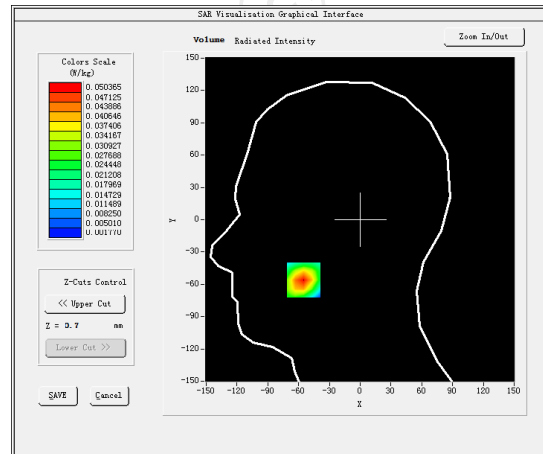 SAR Visualisation Graphical Interface
Volume Radiated Intensity
Zoom In/Out
Colors Scale
(W/kg)
0.050365
0.047125
0.043886
0.040646
0.037406
0.034167
0.030927
0.027688
0.024448
0.021208
0.017969
0.014729
0.011489
0.008250
0.005010
0.001770
Z-Cuts Control
<< Upper Cut
Z = 0.7 mm
Lower Cut >>
SAVE
Cancel
150
120
90
60
30
0
-30
-60
-90
-120
-150
Y
-150 -120 -90 -60 -30 0 30 60 90 120 150
X